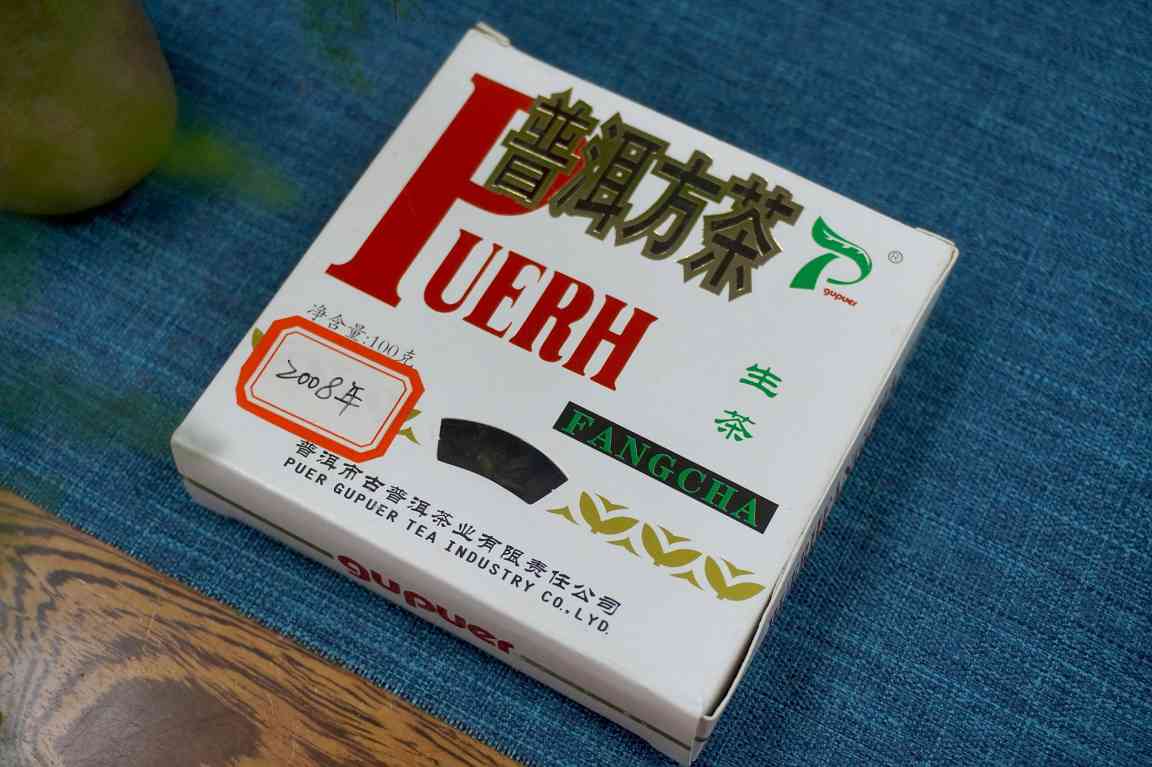 普洱方茶
PUERH
gupuer
®
生
茶
净含量:100克
2008年
FANGCHA
普洱市古普洱茶业有限责任公司
PUER GUPUER TEA INDUSTRY CO.,LYD.
gupuer